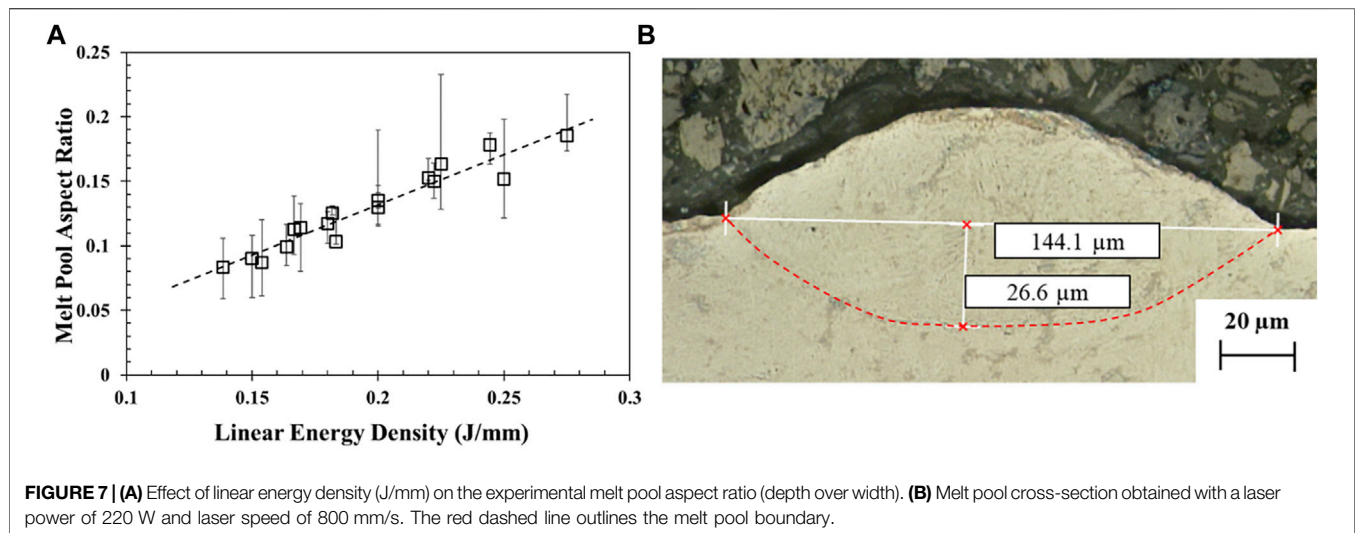 A
B
Melt Pool Aspect Ratio
0.25
0.2
0.15
0.1
0.05
0
0.1
0.15
0.2
0.25
0.3
Linear Energy Density (J/mm)
144.1 µm
26.6 µm
20 µm
FIGURE 7 | (A) Effect of linear energy density (J/mm) on the experimental melt pool aspect ratio (depth over width). (B) Melt pool cross-section obtained with a laser
power of 220 W and laser speed of 800 mm/s. The red dashed line outlines the melt pool boundary.